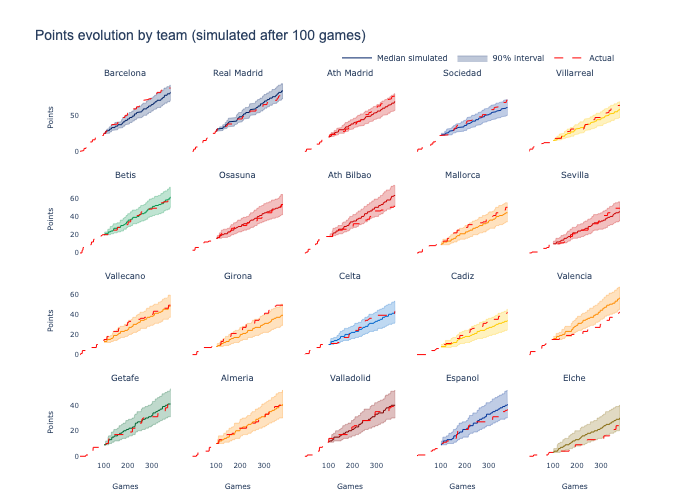 Points evolution by team (simulated after 100 games)
Median simulated 90% interval Actual
Barcelona Real Madrid Ath Madrid Sociedad Villarreal
Points
50
0
Betis Osasuna Ath Bilbao Mallorca Sevilla
Points
60
40
20
0
Vallecano Girona Celta Cadiz Valencia
Points
60
40
20
0
Getafe Almeria Valladolid Espanol Elche
Points
40
20
0
100 200 300 100 200 300 100 200 300 100 200 300 100 200 300
Games Games Games Games Games